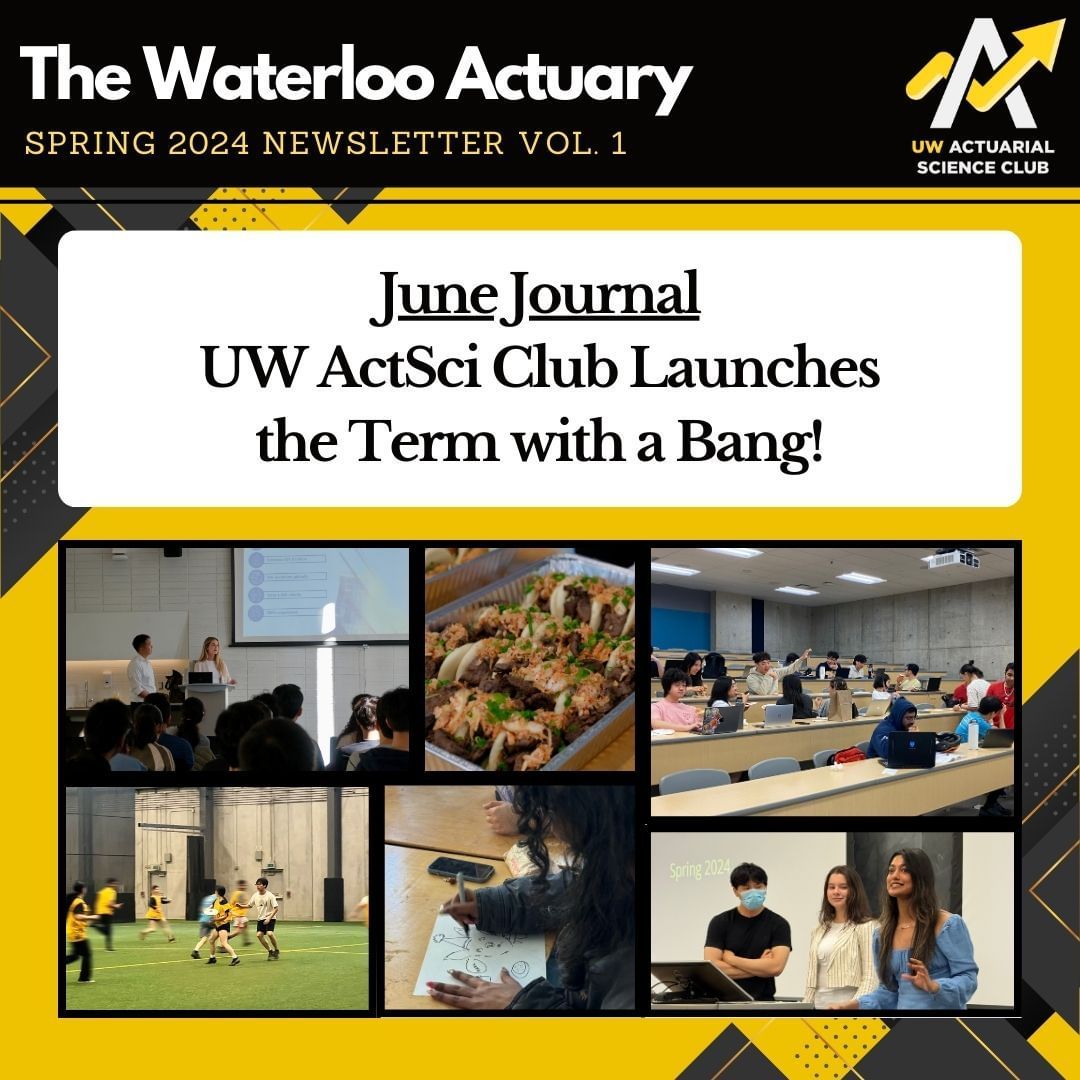 The Waterloo Actuary
SPRING 2024 NEWSLETTER VOL. 1
UW ACTUARIAL
SCIENCE CLUB
June Journal
UW ActSci Club Launches
the Term with a Bang!
Spring 2024